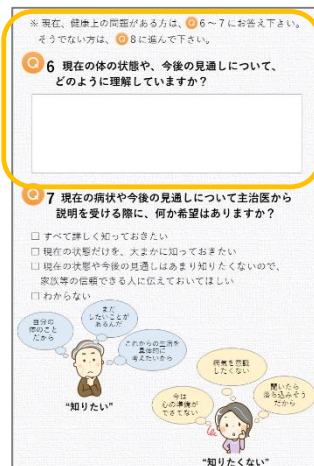 ※ 現在、健康上の問題がある方は、Q6～7にお答え下さい。
そうでない方は、Q8に進んで下さい。
Q6 現在の体の状態や、今後の見通しについて、
どのように理解していますか？
Q7 現在の病状や今後の見通しについて主治医から
説明を受ける際に、何か希望はありますか？
□ すべて詳しく知っておきたい
□ 現在の状態だけを、大まかに知っておきたい
□ 現在の状態や今後の見通しはあまり知りたくないので、
家族等の信頼できる人に伝えておいてほしい
□ わからない
自分の
体のこと
だから
まだ
したいことが
あるんだ
これからの生活を
具体的に
考えたいから
“知りたい”
病気を意識
したくない
今は
心の準備が
できてない
聞いたら
落ち込みそう
だから
“知りたくない”